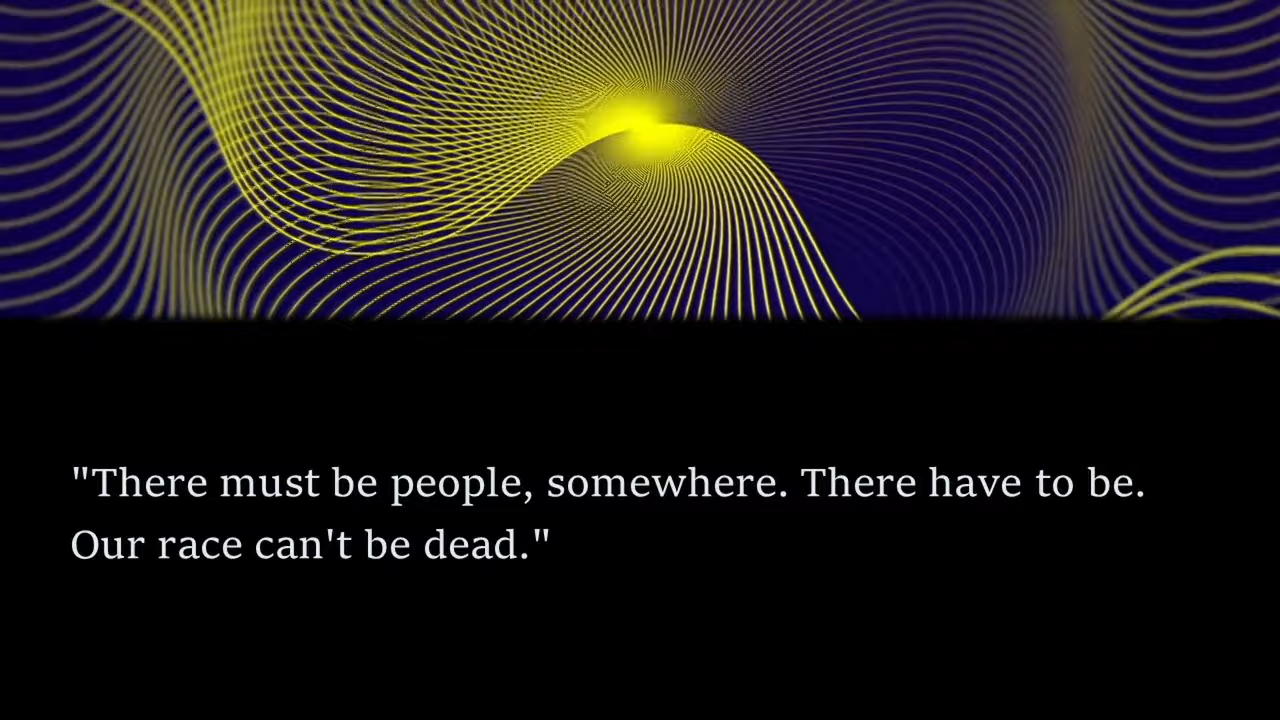 "There must be people, somewhere. There have to be.
Our race can't be dead."